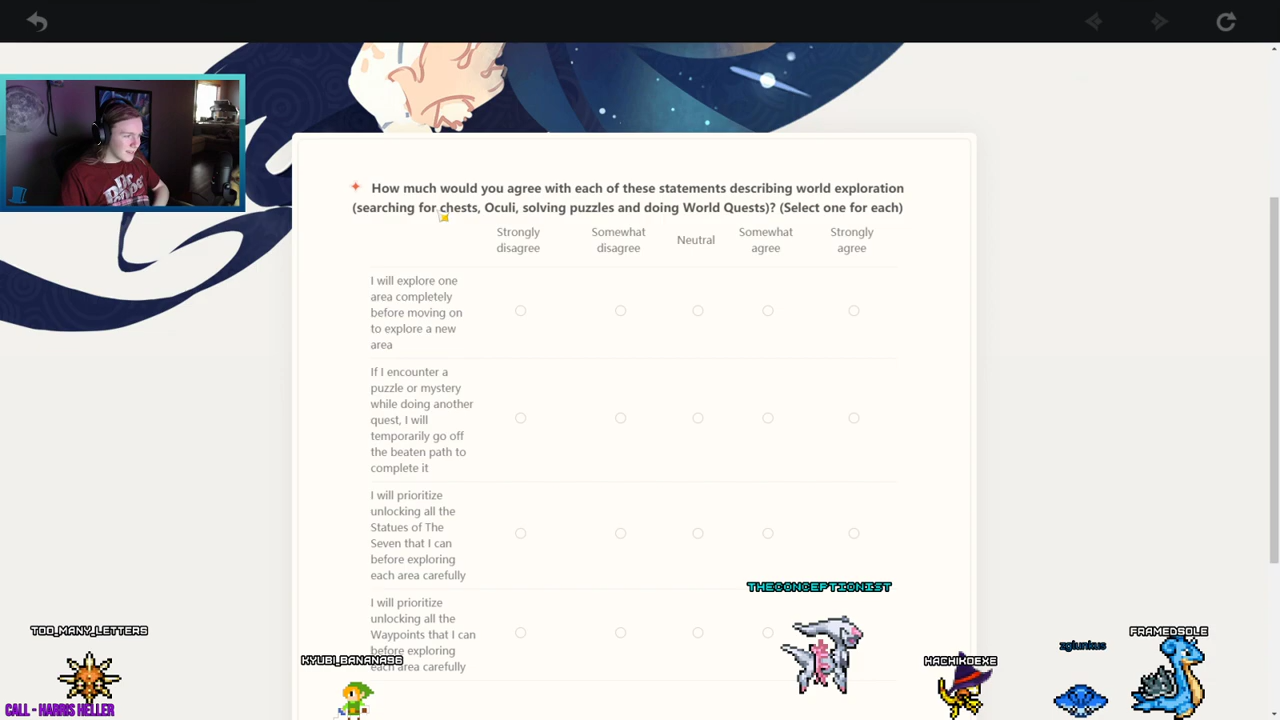 How much would you agree with each of these statements describing world exploration
(searching for chests, Oculi, solving puzzles and doing World Quests)? (Select one for each)
Strongly
disagree
Somewhat
disagree
Neutral
Somewhat
agree
Strongly
agree
I will explore one
area completely
before moving on
to explore a new
area
If I encounter a
puzzle or mystery
while doing another
quest, I will
temporarily go off
the beaten path to
complete it
I will prioritize
unlocking all the
Statues of The
Seven that I can
before exploring
each area carefully
I will prioritize
unlocking all the
Waypoints that I can
before exploring
each area carefully
THECONCEPTIONIST
TOO_MANY_LETTERS
KYUBI_BANANA96
HACHIKOEXE
zgiunkus
FRAMEDSOLE
CALL - HARRIS HELLER